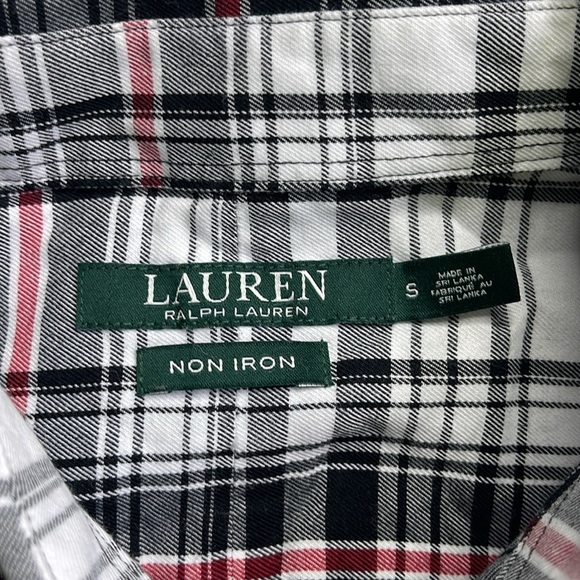 LAUREN
RALPH LAUREN
S
MADE IN
SRI LANKA
FABRIQUÉ AU
SRI LANKA
NON IRON